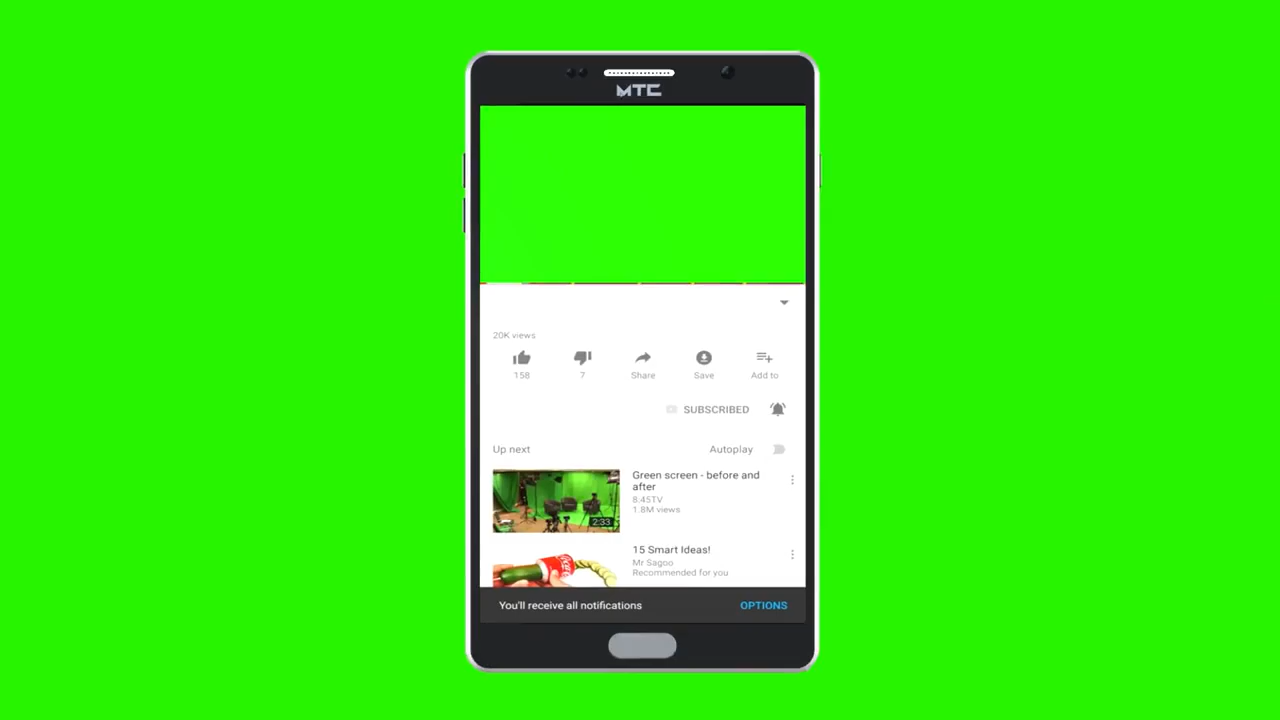 MTC
20K views
158
7
Share
Save
Add to
SUBSCRIBED
Up next
Autoplay
Green screen - before and
after
8:45TV
1.8M views
2:33
15 Smart Ideas!
Mr Sagoo
Recommended for you
You'll receive all notifications
OPTIONS